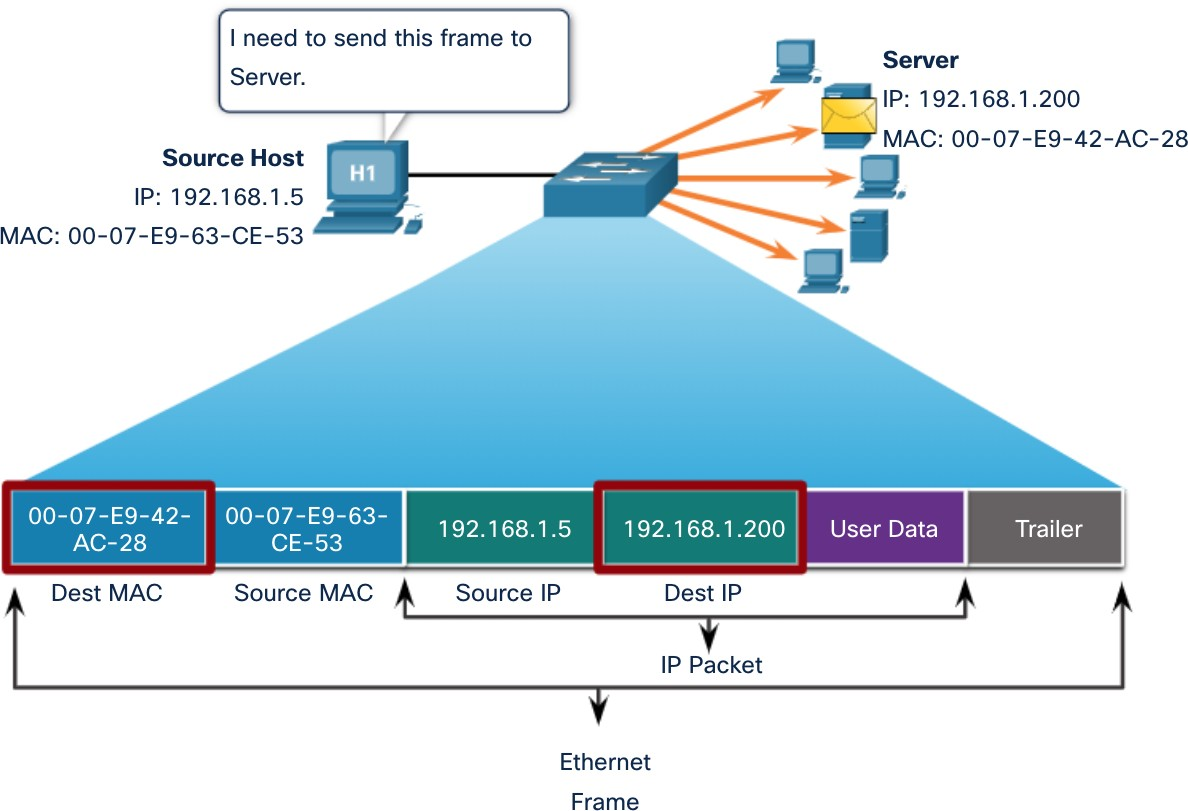 I need to send this frame to
Server.
Server
IP: 192.168.1.200
MAC: 00-07-E9-42-AC-28
Source Host
IP: 192.168.1.5
MAC: 00-07-E9-63-CE-53
H1
00-07-E9-42-
AC-28
00-07-E9-63-
CE-53
192.168.1.5
192.168.1.200
User Data
Trailer
Dest MAC
Source MAC
Source IP
Dest IP
IP Packet
Ethernet
Frame